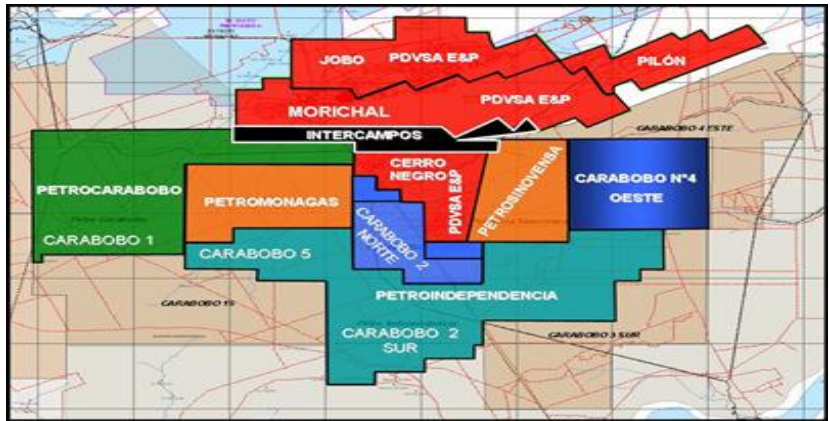 JOBO
PDVSA E&P
PILÓN
MORICHAL
PDVSA E&P
INTERCAMPOS
CARABOBO 4 ESTE
CERRO
NEGRO
PDVSA E&P
PETROSINOVENSA
CARABOBO N°4
OESTE
PETROCARABOBO
CARABOBO 1
PETROMONAGAS
CARABOBO 5
CARABOBO 2
NORTE
PETROINDEPENDENCIA
CARABOBO 2
SUR
CARABOBO 1S
CARABOBO 3 SUR